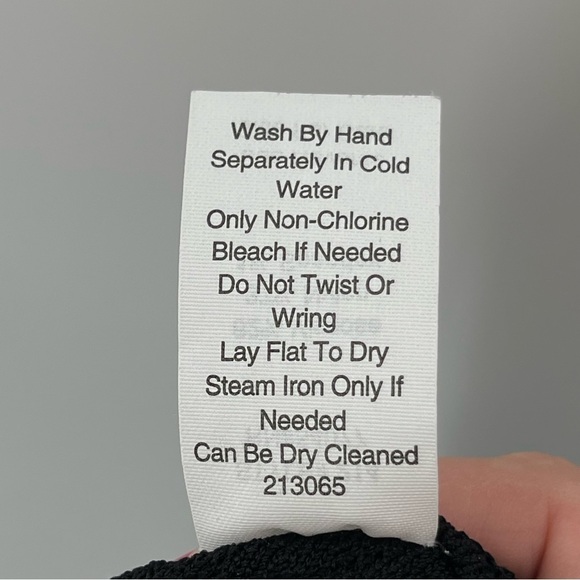 Wash By Hand
Separately In Cold
Water
Only Non-Chlorine
Bleach If Needed
Do Not Twist Or
Wring
Lay Flat To Dry
Steam Iron Only If
Needed
Can Be Dry Cleaned
213065